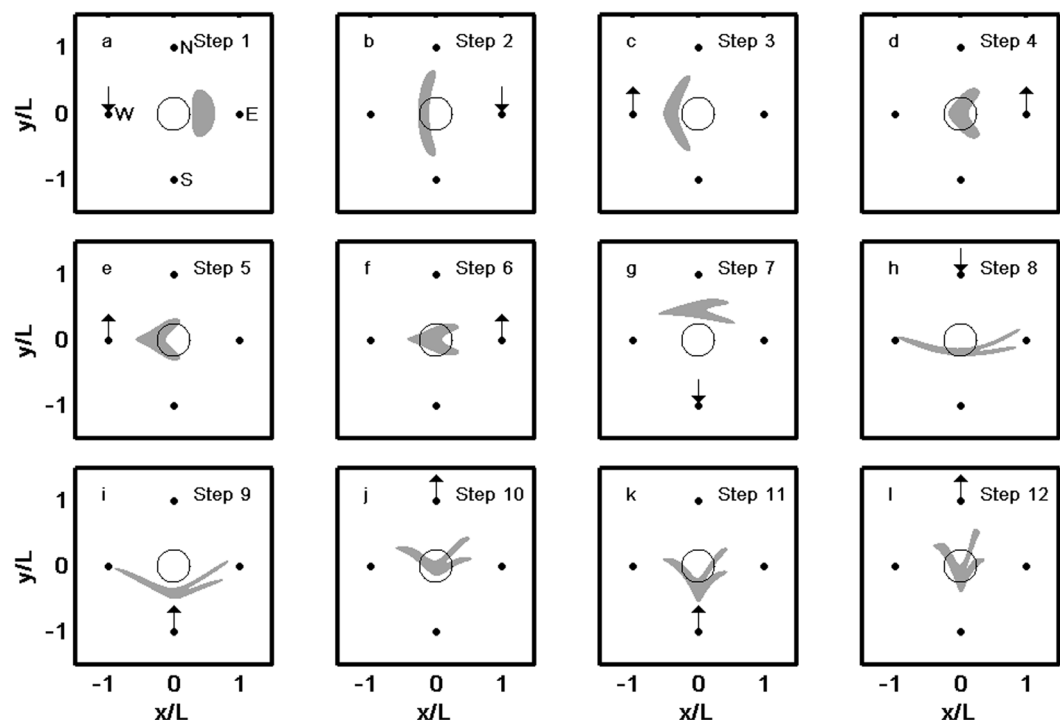 a Step 1
N
W E
S
1
0
-1
y/L
b Step 2
c Step 3
d Step 4
e Step 5
1
0
-1
y/L
f Step 6
g Step 7
h Step 8
i Step 9
1
0
-1
y/L
-1 0 1
x/L
j Step 10
-1 0 1
x/L
k Step 11
-1 0 1
x/L
l Step 12
-1 0 1
x/L